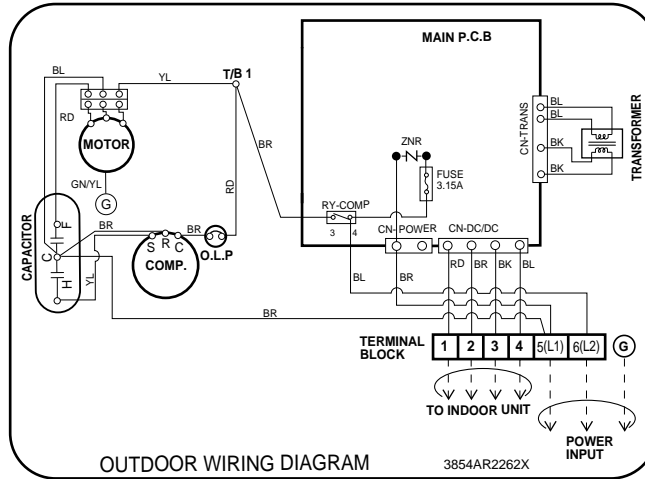 MAIN P.C.B
BL
YL
T/B 1
RD
MOTOR
GN/YL
G
BR
RD
ZNR
FUSE
3.15A
CN-TRANS
BL
BL
BK
BK
TRANSFORMER
RY-COMP
3 4
CN-POWER
CN-DC/DC
CAPACITOR
F
C
H
BR
YL
S R C
BR
O.L.P
COMP.
BL
BR
RD
BR
BK
BL
BR
TERMINAL
BLOCK
1 2 3 4 5(L1) 6(L2) G
TO INDOOR UNIT
POWER
INPUT
OUTDOOR WIRING DIAGRAM
3854AR2262X